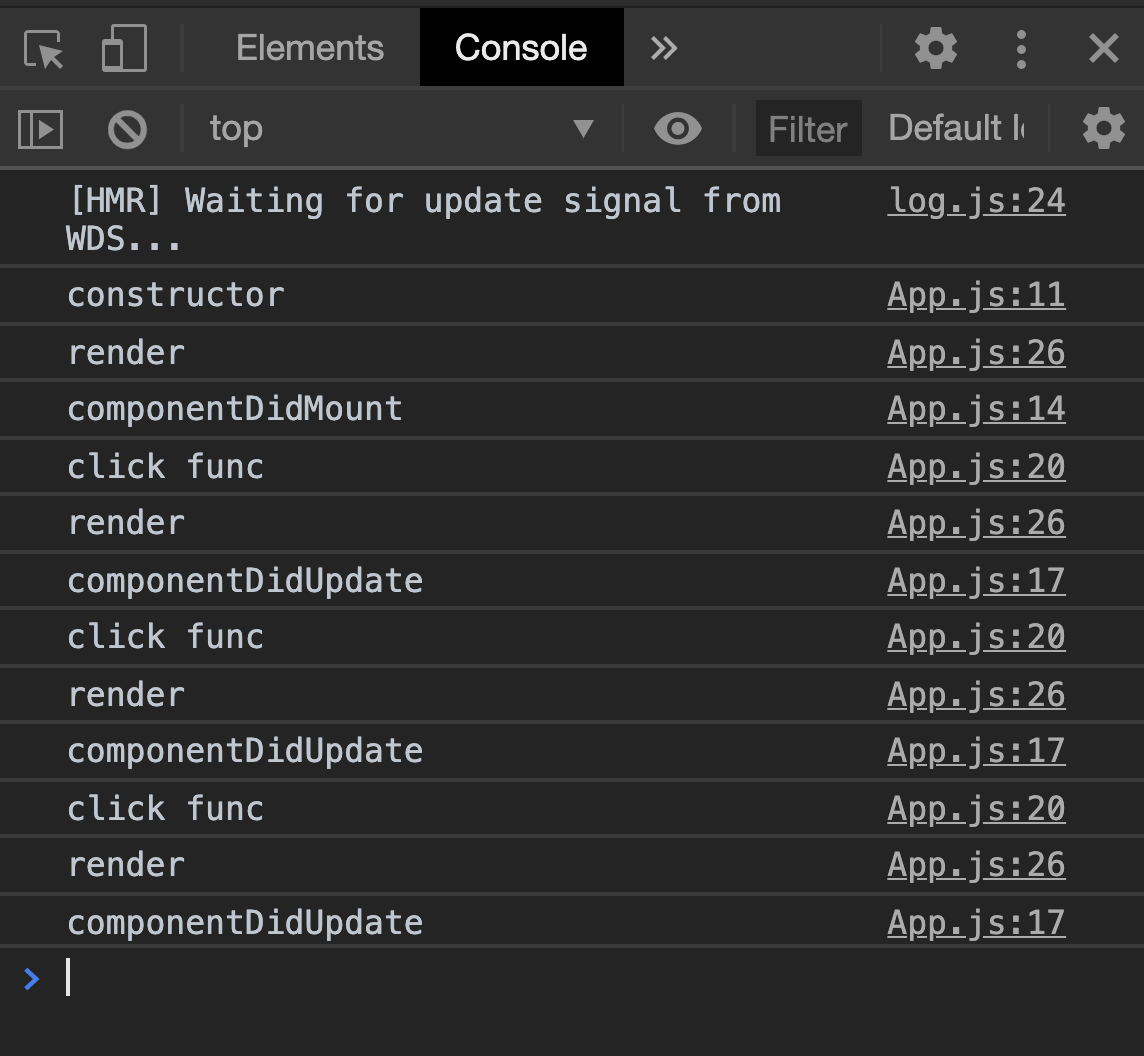 Elements Console
top Filter Default l
[HMR] Waiting for update signal from log.js:24
WDS...
constructor App.js:11
render App.js:26
componentDidMount App.js:14
click func App.js:20
render App.js:26
componentDidUpdate App.js:17
click func App.js:20
render App.js:26
componentDidUpdate App.js:17
click func App.js:20
render App.js:26
componentDidUpdate App.js:17